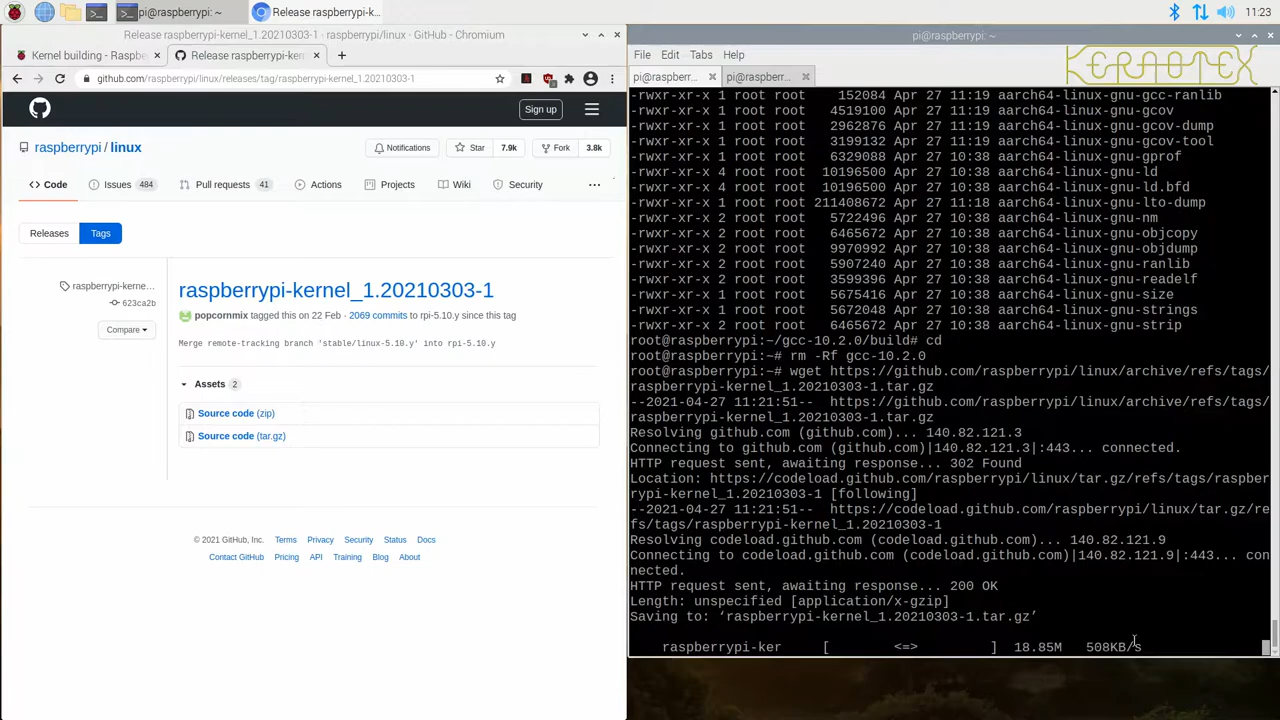 pi@raspberrypi: ~
Release raspberrypi-k...
11:23
Release raspberrypi-kernel_1.20210303-1 · raspberrypi/linux · GitHub - Chromium
Kernel building - Raspbe
Release raspberrypi-kern
github.com/raspberrypi/linux/releases/tag/raspberrypi-kernel_1.20210303-1
Sign up
raspberrypi / linux
Notifications
Star 7.9k
Fork 3.8k
Code
Issues 484
Pull requests 41
Actions
Projects
Wiki
Security
...
Releases
Tags
raspberrypi-kerne...
623ca2b
Compare
raspberrypi-kernel_1.20210303-1
popcornmix tagged this on 22 Feb · 2069 commits to rpi-5.10.y since this tag
Merge remote-tracking branch 'stable/linux-5.10.y' into rpi-5.10.y
Assets 2
Source code (zip)
Source code (tar.gz)
© 2021 GitHub, Inc. Terms Privacy Security Status Docs
Contact GitHub Pricing API Training Blog About
pi@raspberrypi: ~
File Edit Tabs Help
KERNOTEX
pi@raspberr...
pi@raspberr...
-rwxr-xr-x 1 root root 152084 Apr 27 11:19 aarch64-linux-gnu-gcc-ranlib
-rwxr-xr-x 1 root root 4519100 Apr 27 11:19 aarch64-linux-gnu-gcov
-rwxr-xr-x 1 root root 2962876 Apr 27 11:19 aarch64-linux-gnu-gcov-dump
-rwxr-xr-x 1 root root 3199132 Apr 27 11:19 aarch64-linux-gnu-gcov-tool
-rwxr-xr-x 1 root root 6329088 Apr 27 10:38 aarch64-linux-gnu-gprof
-rwxr-xr-x 4 root root 10196500 Apr 27 10:38 aarch64-linux-gnu-ld
-rwxr-xr-x 4 root root 10196500 Apr 27 10:38 aarch64-linux-gnu-ld.bfd
-rwxr-xr-x 1 root root 211408672 Apr 27 11:18 aarch64-linux-gnu-lto-dump
-rwxr-xr-x 1 root root 5722496 Apr 27 10:38 aarch64-linux-gnu-nm
-rwxr-xr-x 2 root root 6465672 Apr 27 10:38 aarch64-linux-gnu-objcopy
-rwxr-xr-x 2 root root 9970992 Apr 27 10:38 aarch64-linux-gnu-objdump
-rwxr-xr-x 2 root root 5907240 Apr 27 10:38 aarch64-linux-gnu-ranlib
-rwxr-xr-x 2 root root 3599396 Apr 27 10:38 aarch64-linux-gnu-readelf
-rwxr-xr-x 1 root root 5675416 Apr 27 10:38 aarch64-linux-gnu-size
-rwxr-xr-x 1 root root 5672048 Apr 27 10:38 aarch64-linux-gnu-strings
-rwxr-xr-x 2 root root 6465672 Apr 27 10:38 aarch64-linux-gnu-strip
root@raspberrypi:~/gcc-10.2.0/build# cd
root@raspberrypi:~# rm -Rf gcc-10.2.0
root@raspberrypi:~# wget https://github.com/raspberrypi/linux/archive/refs/tags/
raspberrypi-kernel_1.20210303-1.tar.gz
--2021-04-27 11:21:51-- https://github.com/raspberrypi/linux/archive/refs/tags/
raspberrypi-kernel_1.20210303-1.tar.gz
Resolving github.com (github.com)... 140.82.121.3
Connecting to github.com (github.com)|140.82.121.3|:443... connected.
HTTP request sent, awaiting response... 302 Found
Location: https://codeload.github.com/raspberrypi/linux/tar.gz/refs/tags/raspber
rypi-kernel_1.20210303-1 [following]
--2021-04-27 11:21:51-- https://codeload.github.com/raspberrypi/linux/tar.gz/re
fs/tags/raspberrypi-kernel_1.20210303-1
Resolving codeload.github.com (codeload.github.com)... 140.82.121.9
Connecting to codeload.github.com (codeload.github.com)|140.82.121.9|:443... con
nected.
HTTP request sent, awaiting response... 200 OK
Length: unspecified [application/x-gzip]
Saving to: ‘raspberrypi-kernel_1.20210303-1.tar.gz’
raspberrypi-ker [ <=> ] 18.85M 508KB/s